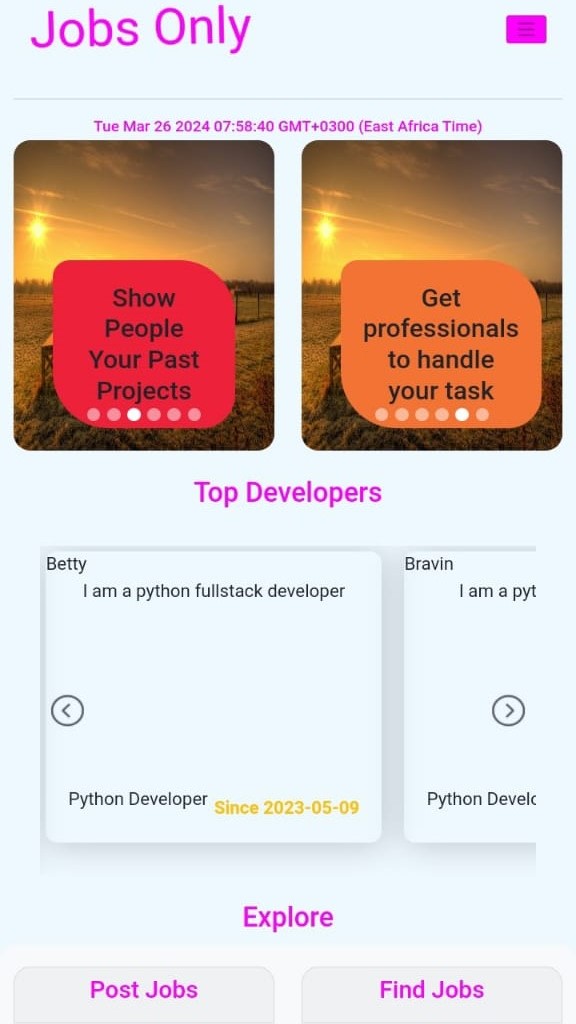 Jobs Only
Tue Mar 26 2024 07:58:40 GMT+0300 (East Africa Time)
Show
People
Your Past
Projects
Get
professionals
to handle
your task
Top Developers
Betty
I am a python fullstack developer
Python Developer
Since 2023-05-09
Bravin
I am a pyt
Python Develo
Explore
Post Jobs
Find Jobs